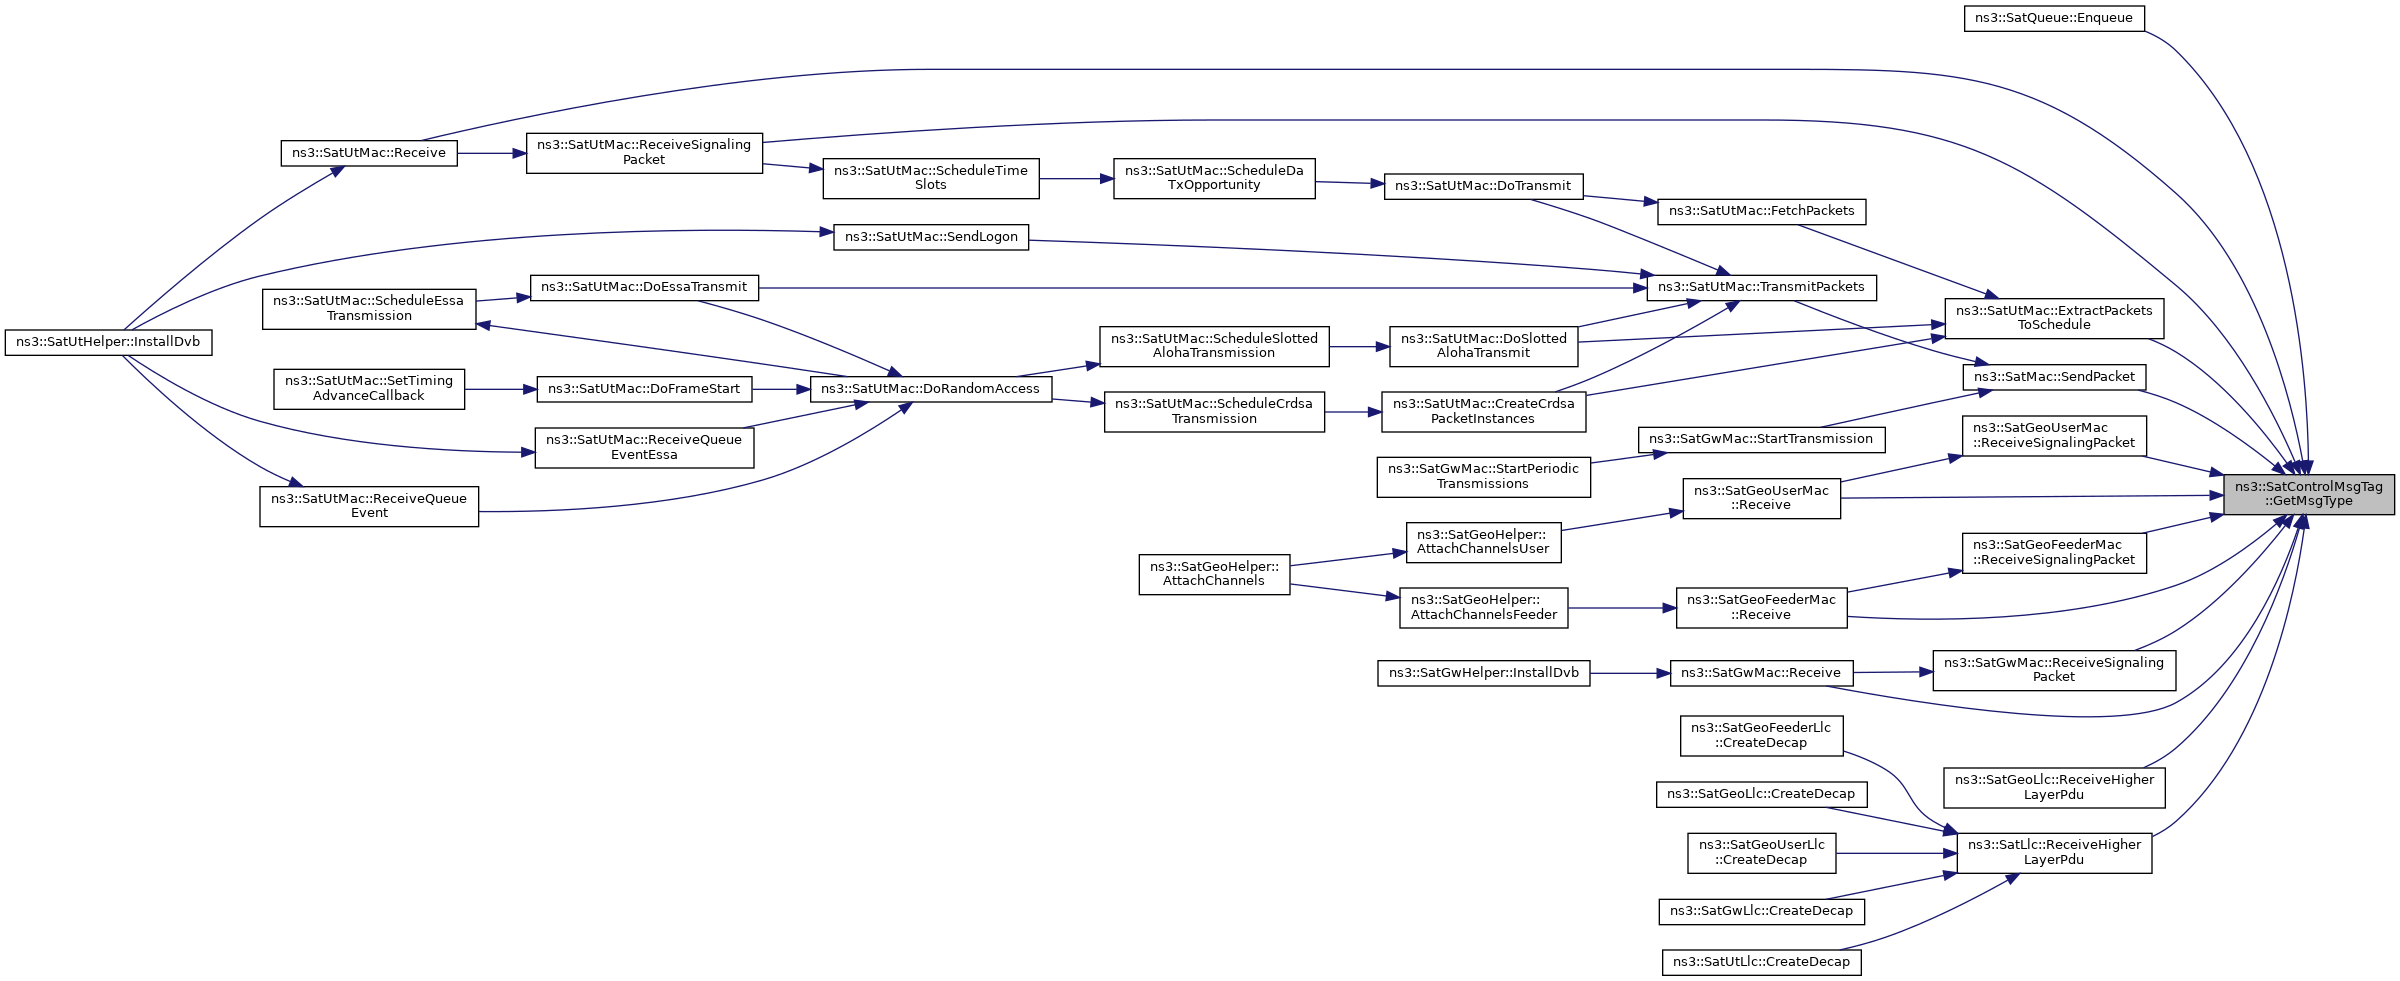 ns3::SatQueue::Enqueue
ns3::SatUtMac::Receive
ns3::SatUtMac::ReceiveSignaling
Packet
ns3::SatUtMac::ScheduleTime
Slots
ns3::SatUtMac::ScheduleDa
TxOpportunity
ns3::SatUtMac::DoTransmit
ns3::SatUtMac::FetchPackets
ns3::SatUtMac::SendLogon
ns3::SatUtMac::DoEssaTransmit
ns3::SatUtMac::TransmitPackets
ns3::SatUtMac::ScheduleEssa
Transmission
ns3::SatUtMac::ExtractPackets
ToSchedule
ns3::SatUtHelper::InstallDvb
ns3::SatUtMac::ScheduleSlotted
AlohaTransmission
ns3::SatUtMac::DoSlotted
AlohaTransmit
ns3::SatMac::SendPacket
ns3::SatUtMac::SetTiming
AdvanceCallback
ns3::SatUtMac::DoFrameStart
ns3::SatUtMac::DoRandomAccess
ns3::SatUtMac::ScheduleCrdsa
Transmission
ns3::SatUtMac::CreateCrdsa
PacketInstances
ns3::SatUtMac::ReceiveQueue
EventEssa
ns3::SatGwMac::StartTransmission
ns3::SatGeoUserMac
::ReceiveSignalingPacket
ns3::SatGwMac::StartPeriodic
Transmissions
ns3::SatUtMac::ReceiveQueue
Event
ns3::SatGeoUserMac
::Receive
ns3::SatControlMsgTag
::GetMsgType
ns3::SatGeoHelper::
AttachChannelsUser
ns3::SatGeoFeederMac
::ReceiveSignalingPacket
ns3::SatGeoHelper::
AttachChannels
ns3::SatGeoHelper::
AttachChannelsFeeder
ns3::SatGeoFeederMac
::Receive
ns3::SatGwHelper::InstallDvb
ns3::SatGwMac::Receive
ns3::SatGwMac::ReceiveSignaling
Packet
ns3::SatGeoFeederLlc
::CreateDecap
ns3::SatGeoLlc::ReceiveHigher
LayerPdu
ns3::SatGeoLlc::CreateDecap
ns3::SatGeoUserLlc
::CreateDecap
ns3::SatLlc::ReceiveHigher
LayerPdu
ns3::SatGwLlc::CreateDecap
ns3::SatUtLlc::CreateDecap